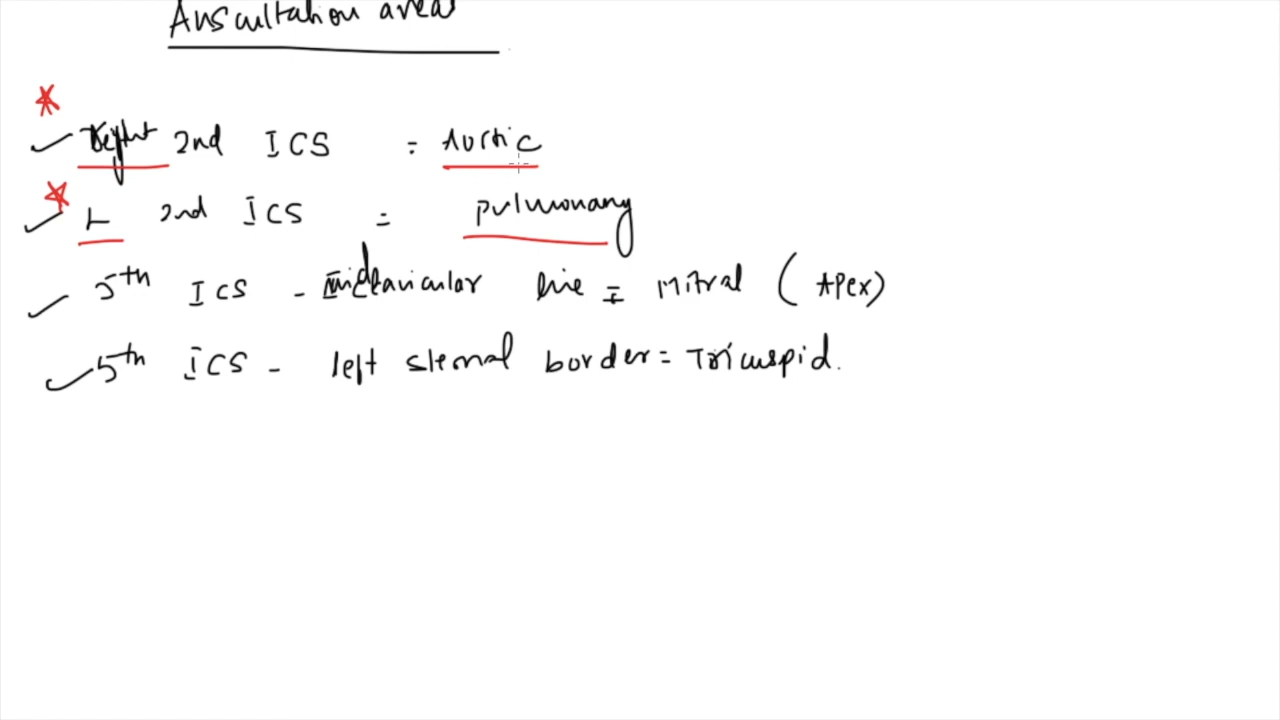 Auscultation areas
Right 2nd ICS = Aortic
L 2nd ICS = pulmonary
5th ICS - midclavicular line = Mitral (Apex)
5th ICS - left sternal border = Tricuspid.